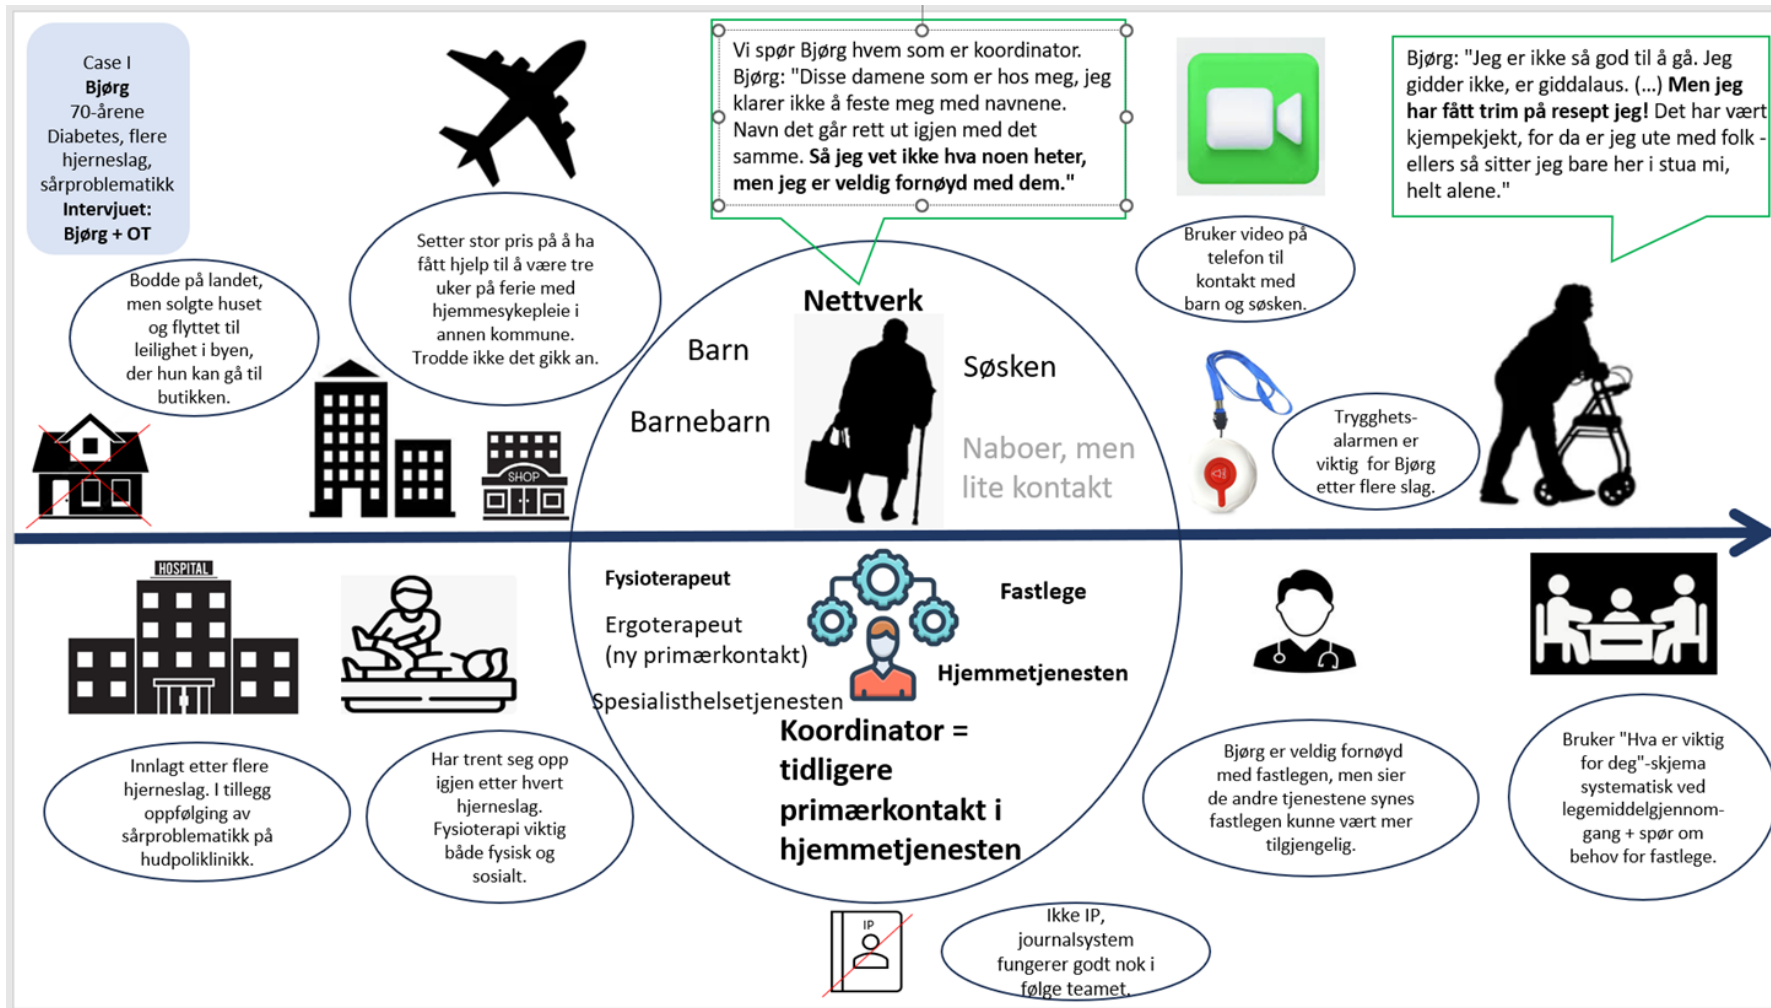 Case I
Bjørg
70-årene
Diabetes, flere
hjerneslag,
sårproblematikk
Intervjuet:
Bjørg + OT
Vi spør Bjørg hvem som er koordinator.
Bjørg: "Disse damene som er hos meg, jeg
klarer ikke å feste meg med navnene.
Navn det går rett ut igjen med det
samme. Så jeg vet ikke hva noen heter,
men jeg er veldig fornøyd med dem."
Bjørg: "Jeg er ikke så god til å gå. Jeg
gidder ikke, er giddalaus. (...) Men jeg
har fått trim på resept jeg! Det har vært
kjempekjekt, for da er jeg ute med folk -
ellers så sitter jeg bare her i stua mi,
helt alene."
Bodde på landet,
men solgte huset
og flyttet til
leilighet i byen,
der hun kan gå til
butikken.
Setter stor pris på å ha
fått hjelp til å være tre
uker på ferie med
hjemmesykepleie i
annen kommune.
Trodde ikke det gikk an.
SHOP
Nettverk
Barn
Søsken
Barnebarn
Naboer, men
lite kontakt
Bruker video på
telefon til
kontakt med
barn og søsken.
Trygghets-
alarmen er
viktig for Bjørg
etter flere slag.
HOSPITAL
Innlagt etter flere
hjerneslag. I tillegg
oppfølging av
sårproblematikk på
hudpoliklinikk.
Har trent seg opp
igjen etter hvert
hjerneslag.
Fysioterapi viktig
både fysisk og
sosialt.
Fysioterapeut
Fastlege
Ergoterapeut
(ny primærkontakt)
Hjemmetjenesten
Spesialisthelsetjenesten
Koordinator =
tidligere
primærkontakt i
hjemmetjenesten
Bjørg er veldig fornøyd
med fastlegen, men sier
de andre tjenestene synes
fastlegen kunne vært mer
tilgjengelig.
Bruker "Hva er viktig
for deg"-skjema
systematisk ved
legemiddelgjennom-
gang + spør om
behov for fastlege.
IP
Ikke IP,
journalsystem
fungerer godt nok i
følge teamet.